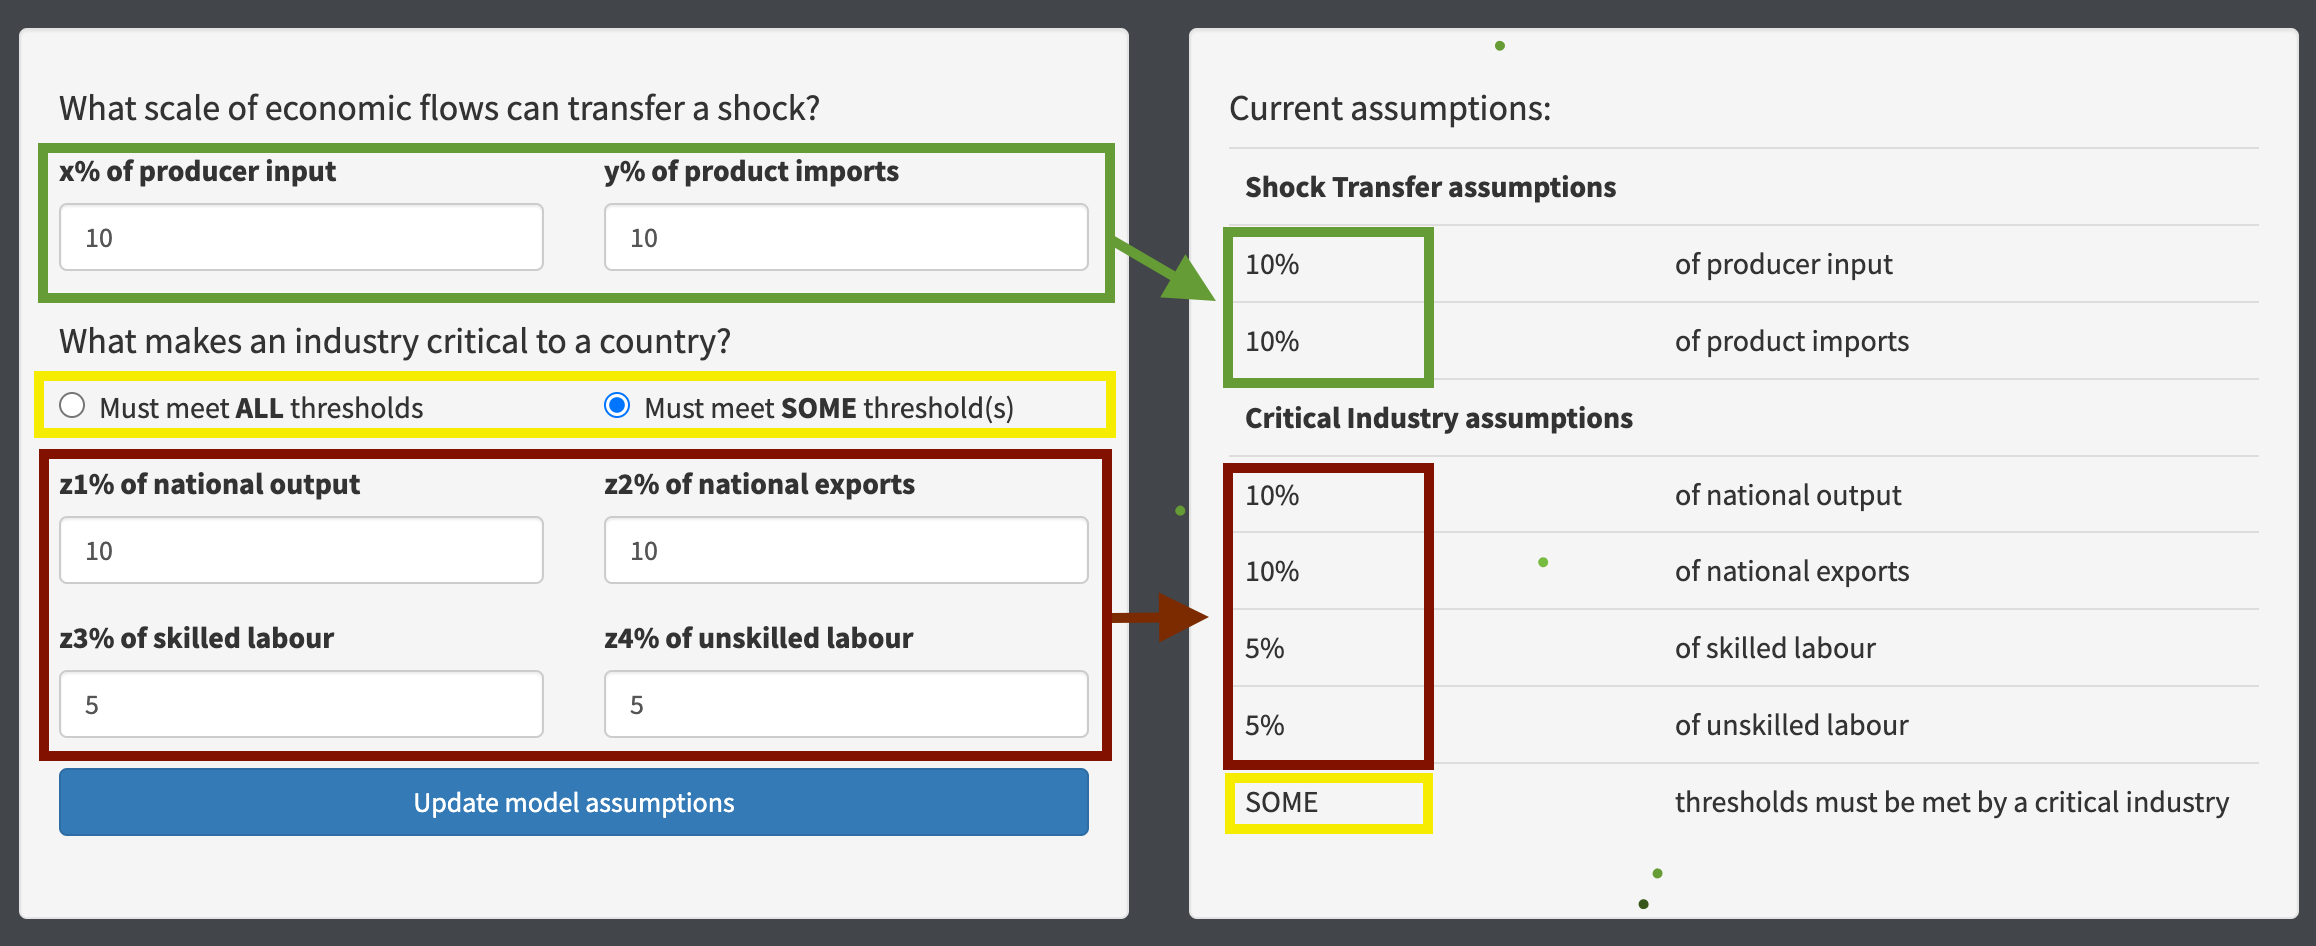 What scale of economic flows can transfer a shock?
x% of producer input
y% of product imports
10
10
What makes an industry critical to a country?
Must meet ALL thresholds
Must meet SOME threshold(s)
z1% of national output
z2% of national exports
10
10
z3% of skilled labour
z4% of unskilled labour
5
5
Update model assumptions
Current assumptions:
Shock Transfer assumptions
10% of producer input
10% of product imports
Critical Industry assumptions
10% of national output
10% of national exports
5% of skilled labour
5% of unskilled labour
SOME thresholds must be met by a critical industry